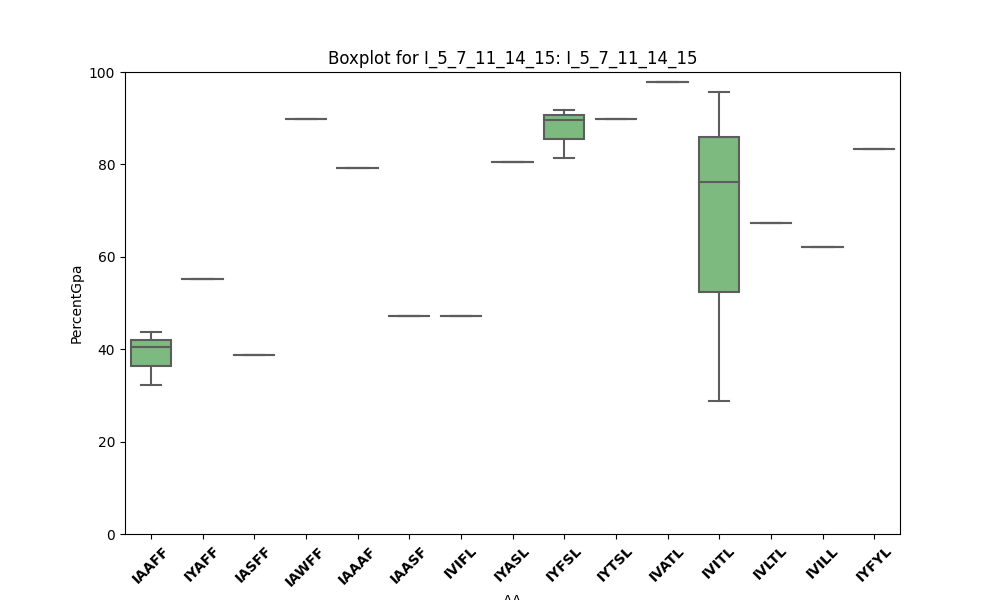 Boxplot for I_5_7_11_14_15: I_5_7_11_14_15
100
80
60
40
20
0
PercentGpa
IAAFF IYAFF IASFF IAWFF IAAAF IAASF IVIFL IYASL IYFSL IYTSL IVATL IVITL IVLTL IVILL IYFYL
AA